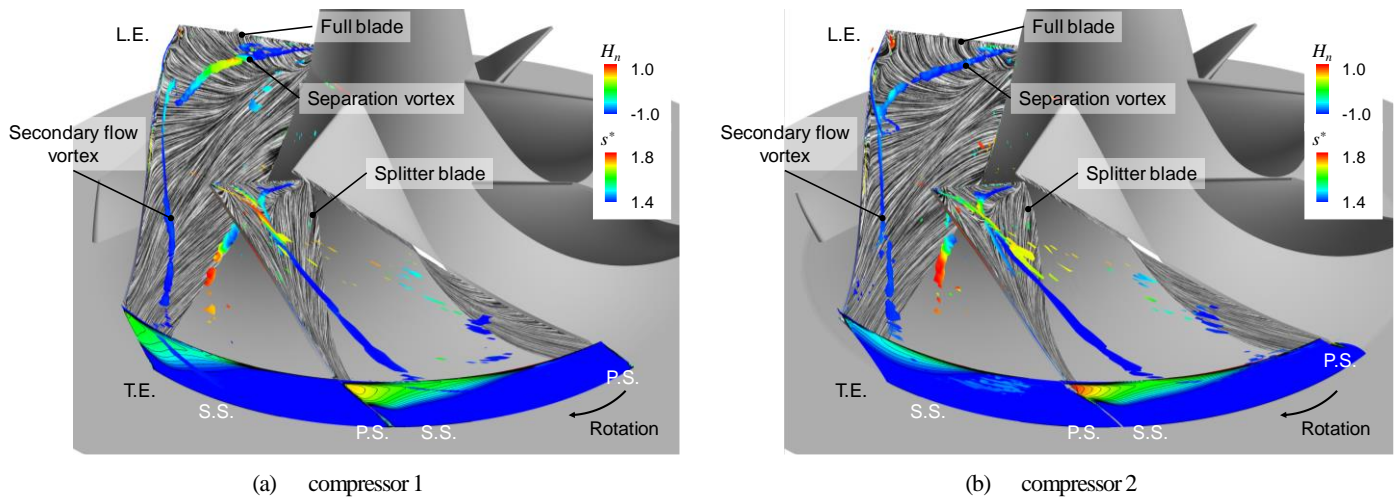 L.E.
Full blade
H_n
1.0
-1.0
Separation vortex
Secondary flow
vortex
s*
1.8
1.4
Splitter blade
T.E.
S.S.
P.S.
S.S.
P.S.
Rotation
(a) compressor 1
L.E.
Full blade
H_n
1.0
-1.0
Separation vortex
Secondary flow
vortex
s*
1.8
1.4
Splitter blade
T.E.
S.S.
P.S.
S.S.
P.S.
Rotation
(b) compressor 2